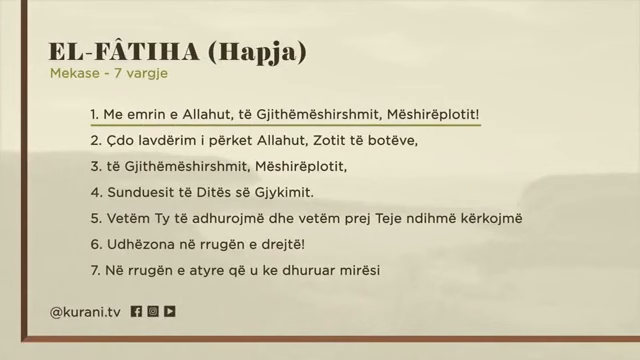 EL-FÂTIHA (Hapja)
Mekase - 7 vargje
1. Me emrin e Allahut, të Gjithëmëshirshmit, Mëshirëplotit!
2. Çdo lavdërim i përket Allahut, Zotit të botëve,
3. të Gjithëmëshirshmit, Mëshirëplotit,
4. Sunduesit të Ditës së Gjykimit.
5. Vetëm Ty të adhurojmë dhe vetëm prej Teje ndihmë kërkojmë
6. Udhëzona në rrugën e drejtë!
7. Në rrugën e atyre që u ke dhuruar mirësi
@kurani.tv